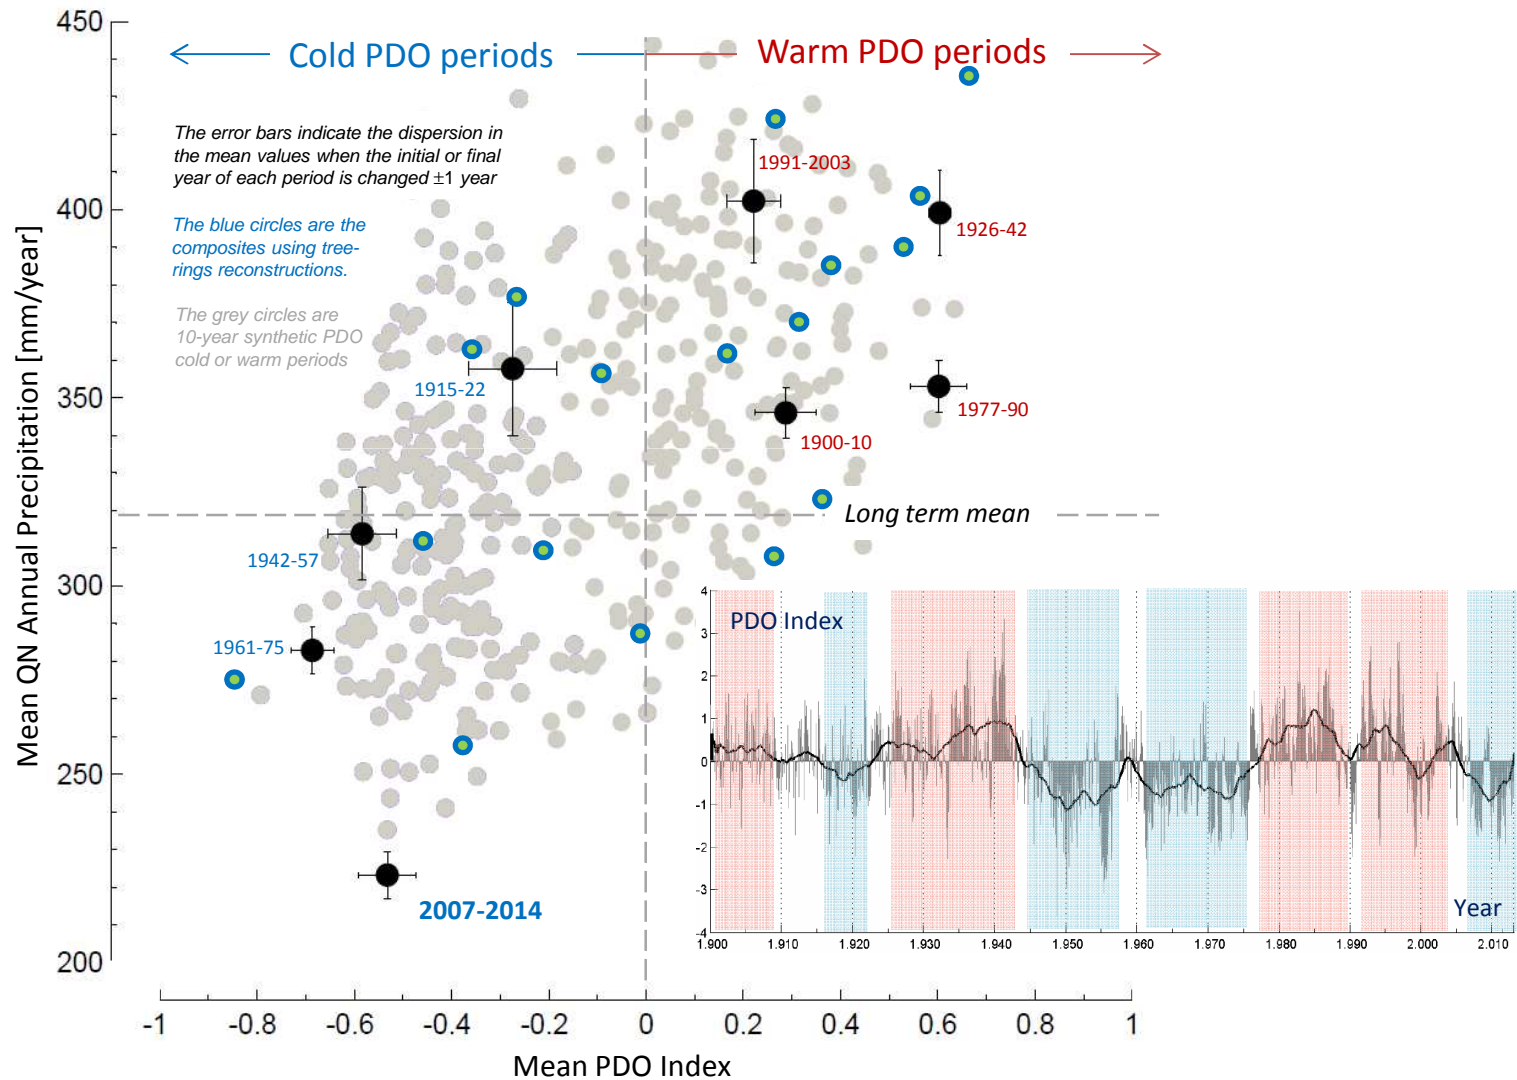 450
400
350
300
250
200
Mean QN Annual Precipitation [mm/year]
Cold PDO periods
Warm PDO periods
The error bars indicate the dispersion in
the mean values when the initial or final
year of each period is changed ±1 year
The blue circles are the
composites using tree-
rings reconstructions.
The grey circles are
10-year synthetic PDO
cold or warm periods
1991-2003
1926-42
1915-22
1977-90
1900-10
Long term mean
1942-57
1961-75
2007-2014
PDO Index
4
3
2
1
0
-1
-2
-3
-4
Year
1.900
1.910
1.920
1.930
1.940
1.950
1.960
1.970
1.980
1.990
2.000
2.010
-1
-0.8
-0.6
-0.4
-0.2
0
0.2
0.4
0.6
0.8
1
Mean PDO Index